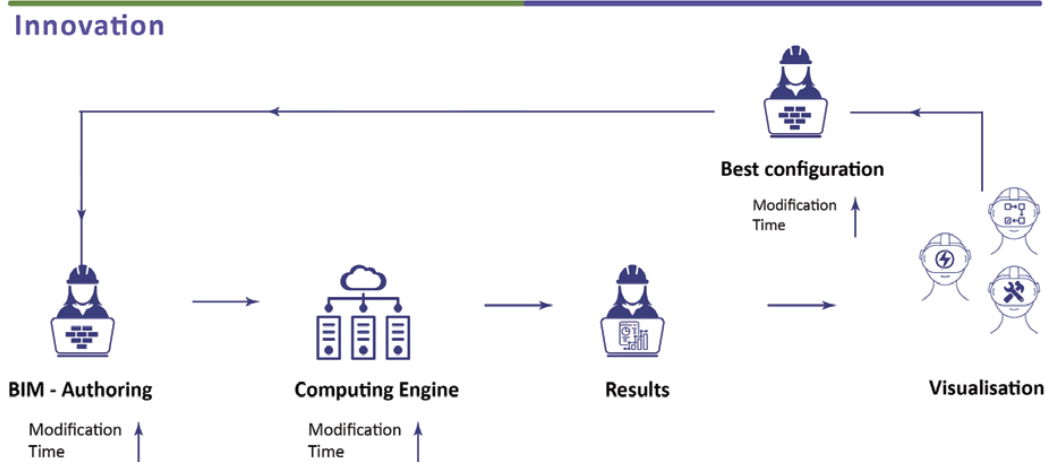 Innovation
Best configuration
Modification
Time
BIM - Authoring
Computing Engine
Results
Visualisation
Modification
Time
Modification
Time